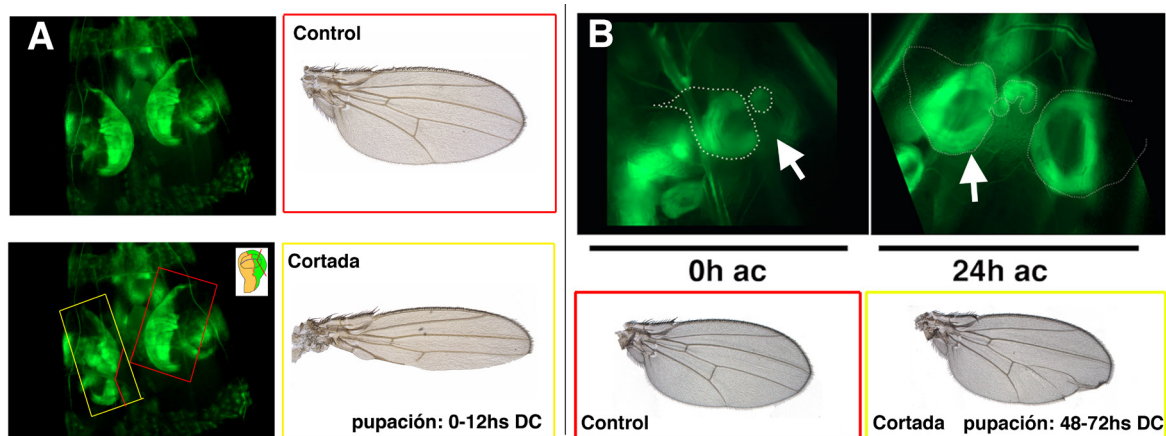 A
Control
Cortada
pupación: 0-12hs DC
B
0h ac
24h ac
Control
Cortada pupación: 48-72hs DC